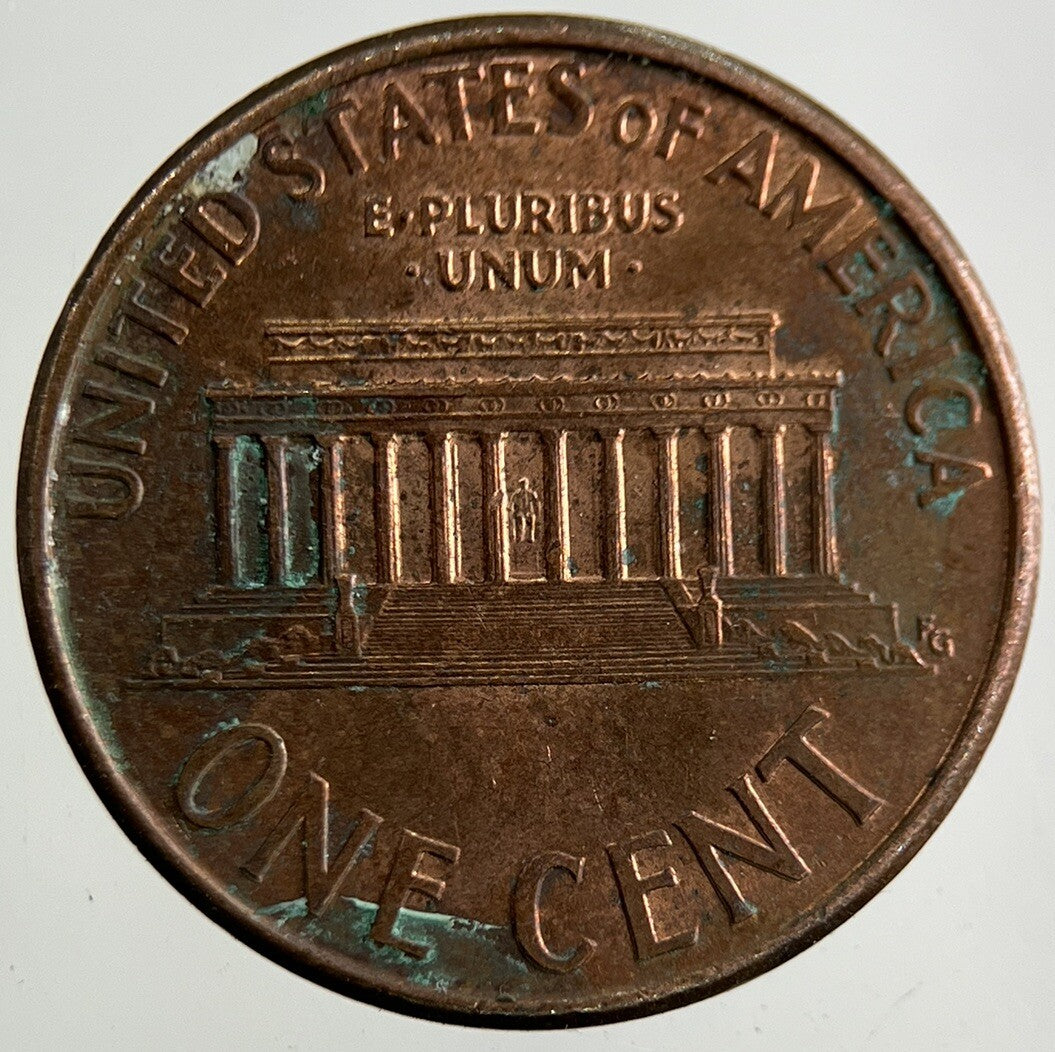 UNITED STATES OF AMERICA
E·PLURIBUS
·UNUM·
FG
ONE CENT